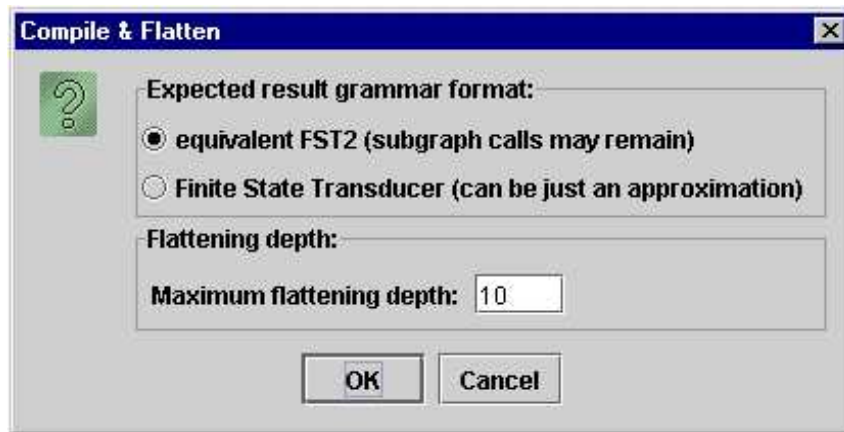 Compile & Flatten
Expected result grammar format:
equivalent FST2 (subgraph calls may remain)
Finite State Transducer (can be just an approximation)
Flattening depth:
Maximum flattening depth: 10
OK Cancel